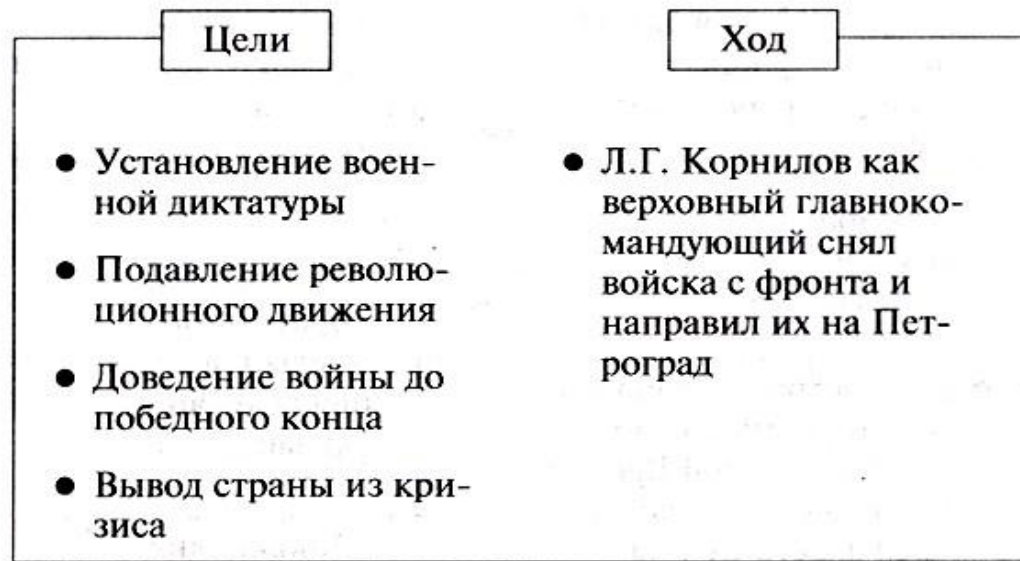 Цели
Ход
● Установление воен-
ной диктатуры
● Подавление револю-
ционного движения
● Доведение войны до
победного конца
● Вывод страны из кри-
зиса
● Л.Г. Корнилов как
верховный главноко-
мандующий снял
войска с фронта и
направил их на Пет-
роград